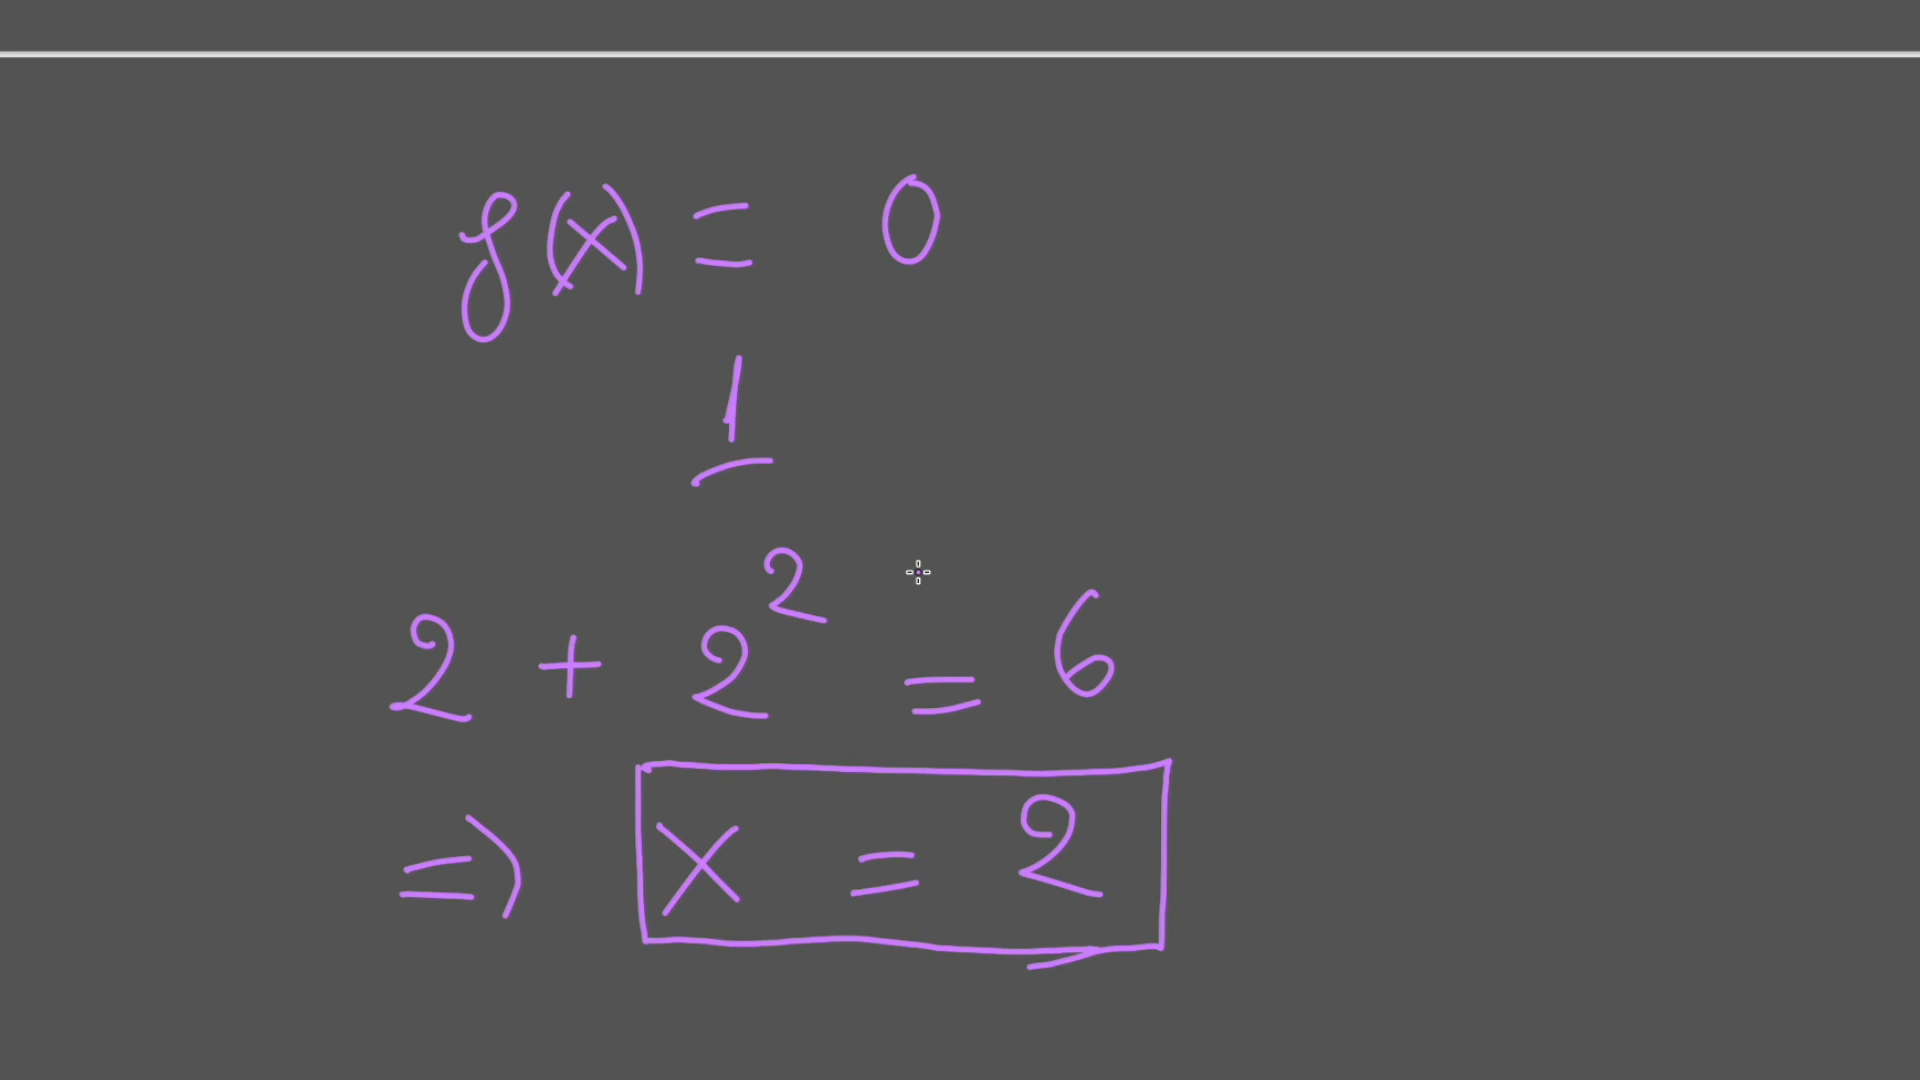 f(x) = 0
1
2 + 2² = 6
=> x = 2